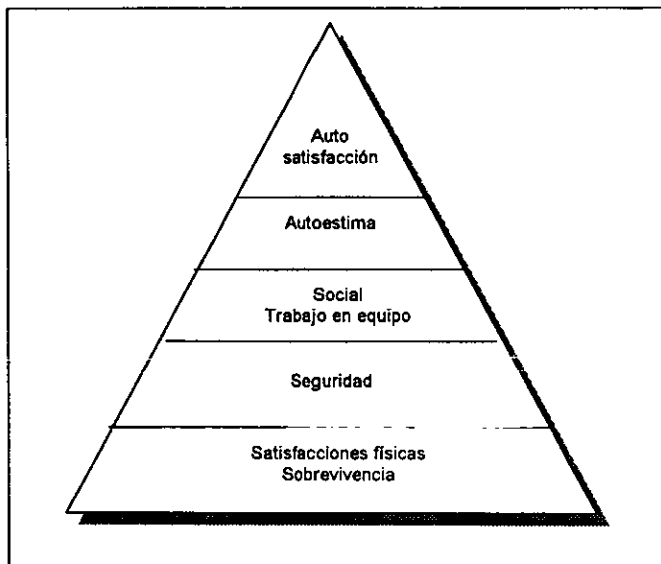 Auto
satisfacción
Autoestima
Social
Trabajo en equipo
Seguridad
Satisfacciones físicas
Sobrevivencia